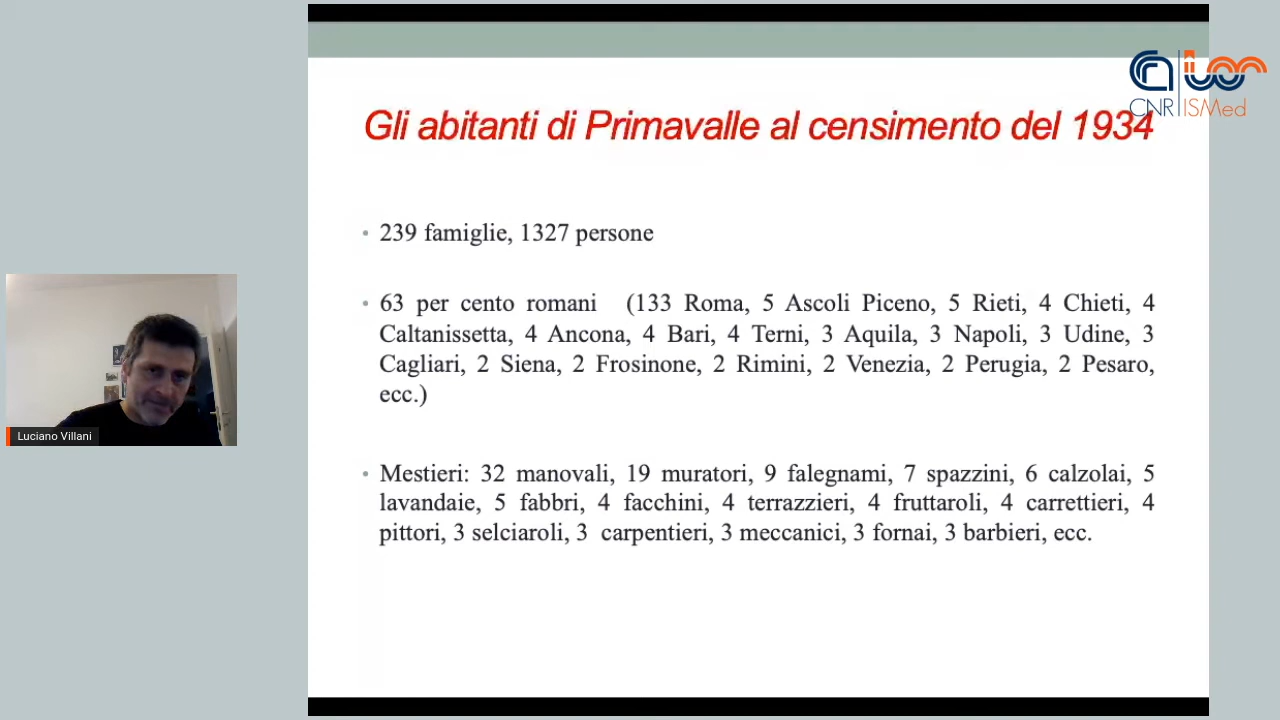 CNR ISMed
Gli abitanti di Primavalle al censimento del 1934
• 239 famiglie, 1327 persone
• 63 per cento romani (133 Roma, 5 Ascoli Piceno, 5 Rieti, 4 Chieti, 4
Caltanissetta, 4 Ancona, 4 Bari, 4 Terni, 3 Aquila, 3 Napoli, 3 Udine, 3
Cagliari, 2 Siena, 2 Frosinone, 2 Rimini, 2 Venezia, 2 Perugia, 2 Pesaro,
ecc.)
• Mestieri: 32 manovali, 19 muratori, 9 falegnami, 7 spazzini, 6 calzolai, 5
lavandaie, 5 fabbri, 4 facchini, 4 terrazzieri, 4 fruttaroli, 4 carrettieri, 4
pittori, 3 selciaroli, 3 carpentieri, 3 meccanici, 3 fornai, 3 barbieri, ecc.
Luciano Villani